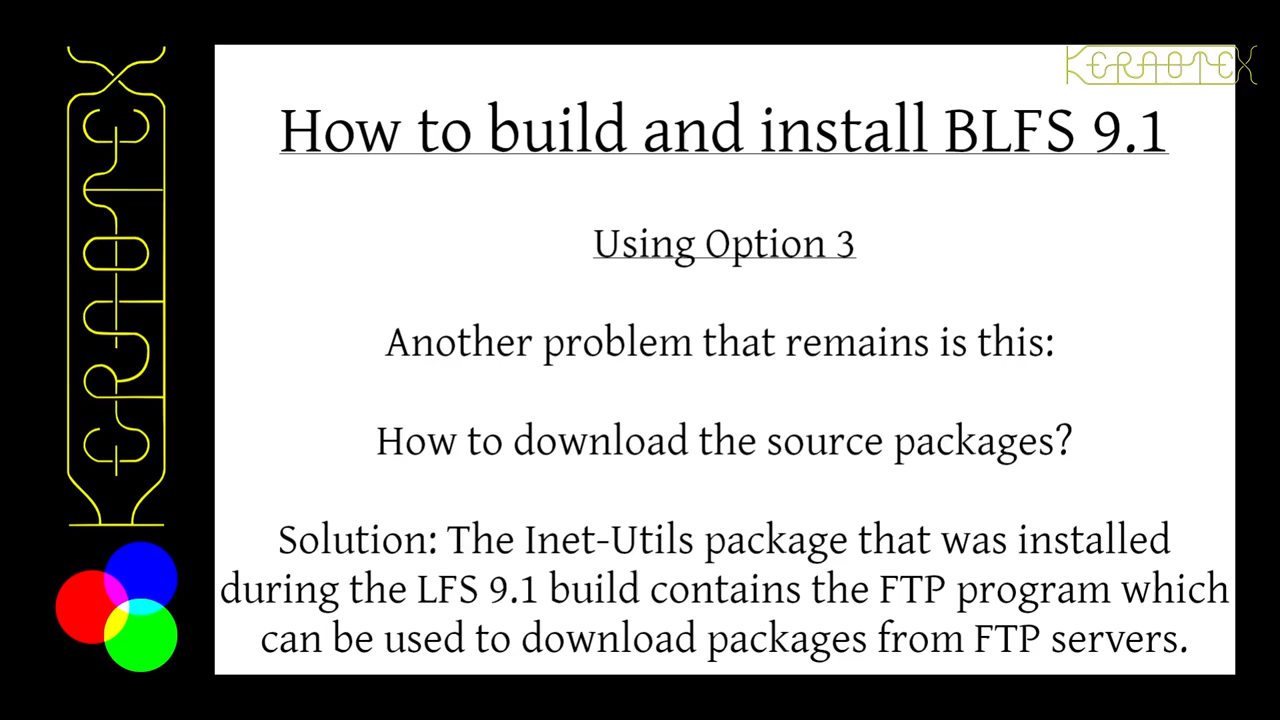 KERNOTEX
How to build and install BLFS 9.1
Using Option 3
Another problem that remains is this:
How to download the source packages?
Solution: The Inet-Utils package that was installed
during the LFS 9.1 build contains the FTP program which
can be used to download packages from FTP servers.